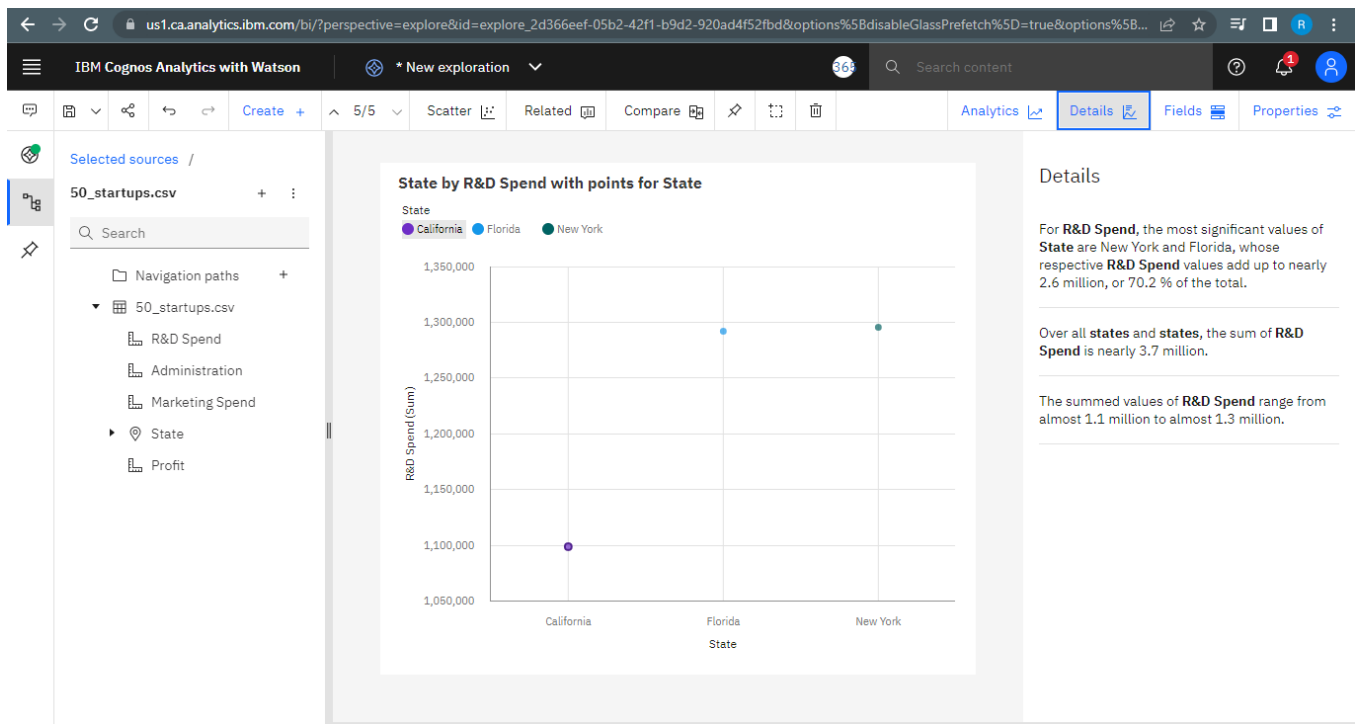 us1.ca.analytics.ibm.com/bi/?perspective=explore&id=explore_2d366eef-05b2-42f1-b9d2-920ad4f52fbd&options%5BdisableGlassPrefetch%5D=true&options%5B...
R
IBM Cognos Analytics with Watson
* New exploration
365
Search content
1
Create +
5/5
Scatter
Related
Compare
Analytics
Details
Fields
Properties
Selected sources /
50_startups.csv
Search
Navigation paths
50_startups.csv
R&D Spend
Administration
Marketing Spend
State
Profit
State by R&D Spend with points for State
State
California Florida New York
1,350,000
1,300,000
1,250,000
1,200,000
1,150,000
1,100,000
1,050,000
R&D Spend (Sum)
California Florida New York
State
Details
For R&D Spend, the most significant values of
State are New York and Florida, whose
respective R&D Spend values add up to nearly
2.6 million, or 70.2 % of the total.
Over all states and states, the sum of R&D
Spend is nearly 3.7 million.
The summed values of R&D Spend range from
almost 1.1 million to almost 1.3 million.